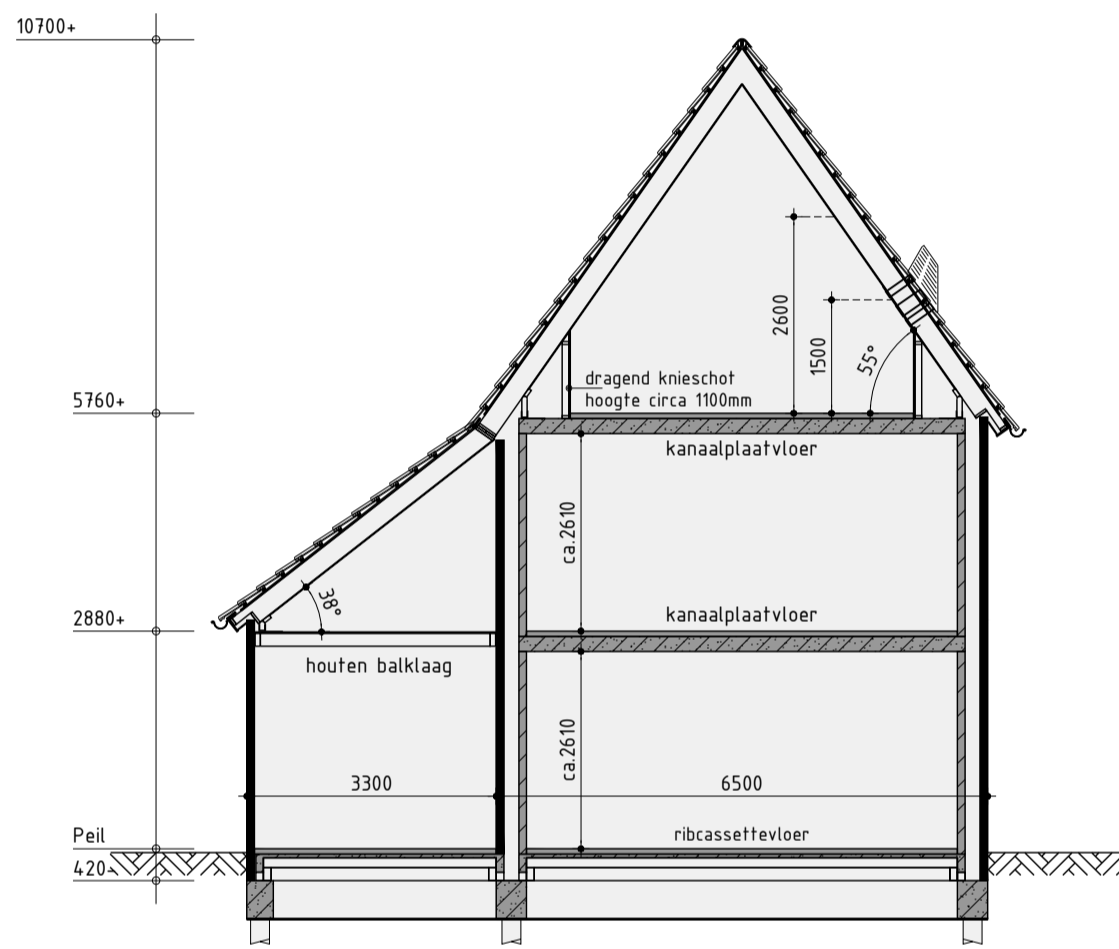 10700+
2600
1500
55°
dragend knieschot
hoogte circa 1100mm
5760+
kanaalplaatvloer
ca.2610
38°
2880+
kanaalplaatvloer
houten balklaag
ca.2610
3300
6500
Peil
ribcassettevloer
420-